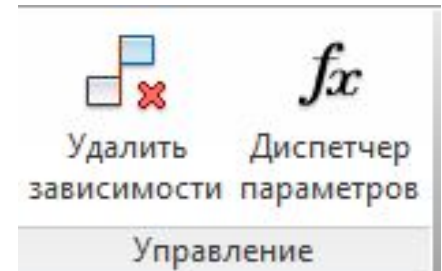 fx
Удалить зависимости
Диспетчер параметров
Управление